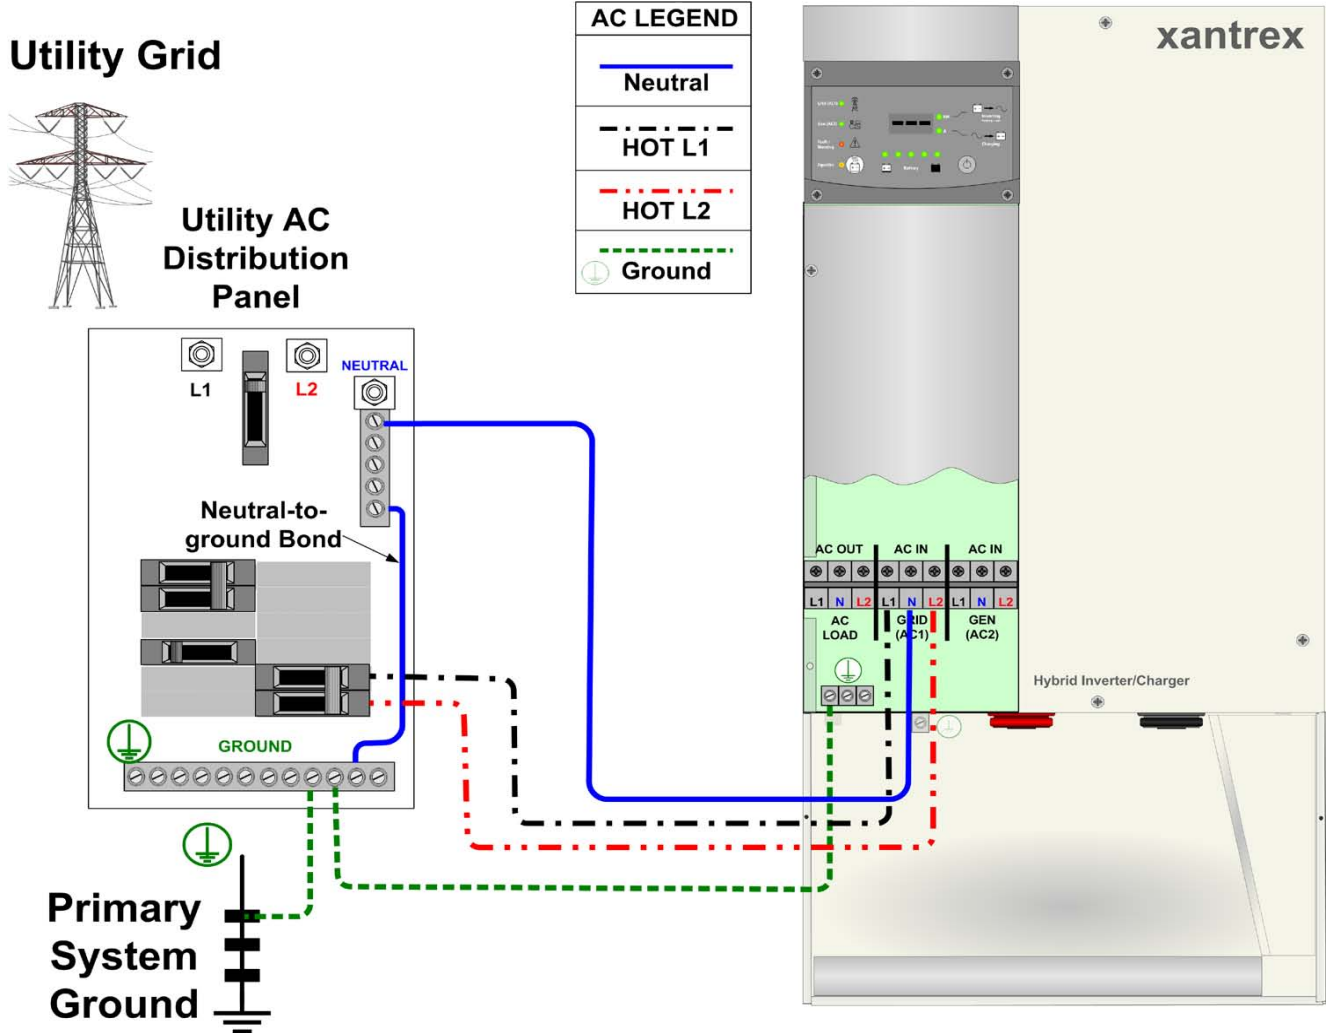 Utility Grid
AC LEGEND
Neutral
HOT L1
HOT L2
Ground
xantrex
Utility AC
Distribution
Panel
L1
L2
NEUTRAL
Neutral-to-
ground Bond
GROUND
Primary
System
Ground
Battery
Charging
AC OUT
AC IN
AC IN
L1 N L2 L1 N L2 L1 N L2
AC
LOAD
GRID
(AC1)
GEN
(AC2)
Hybrid Inverter/Charger